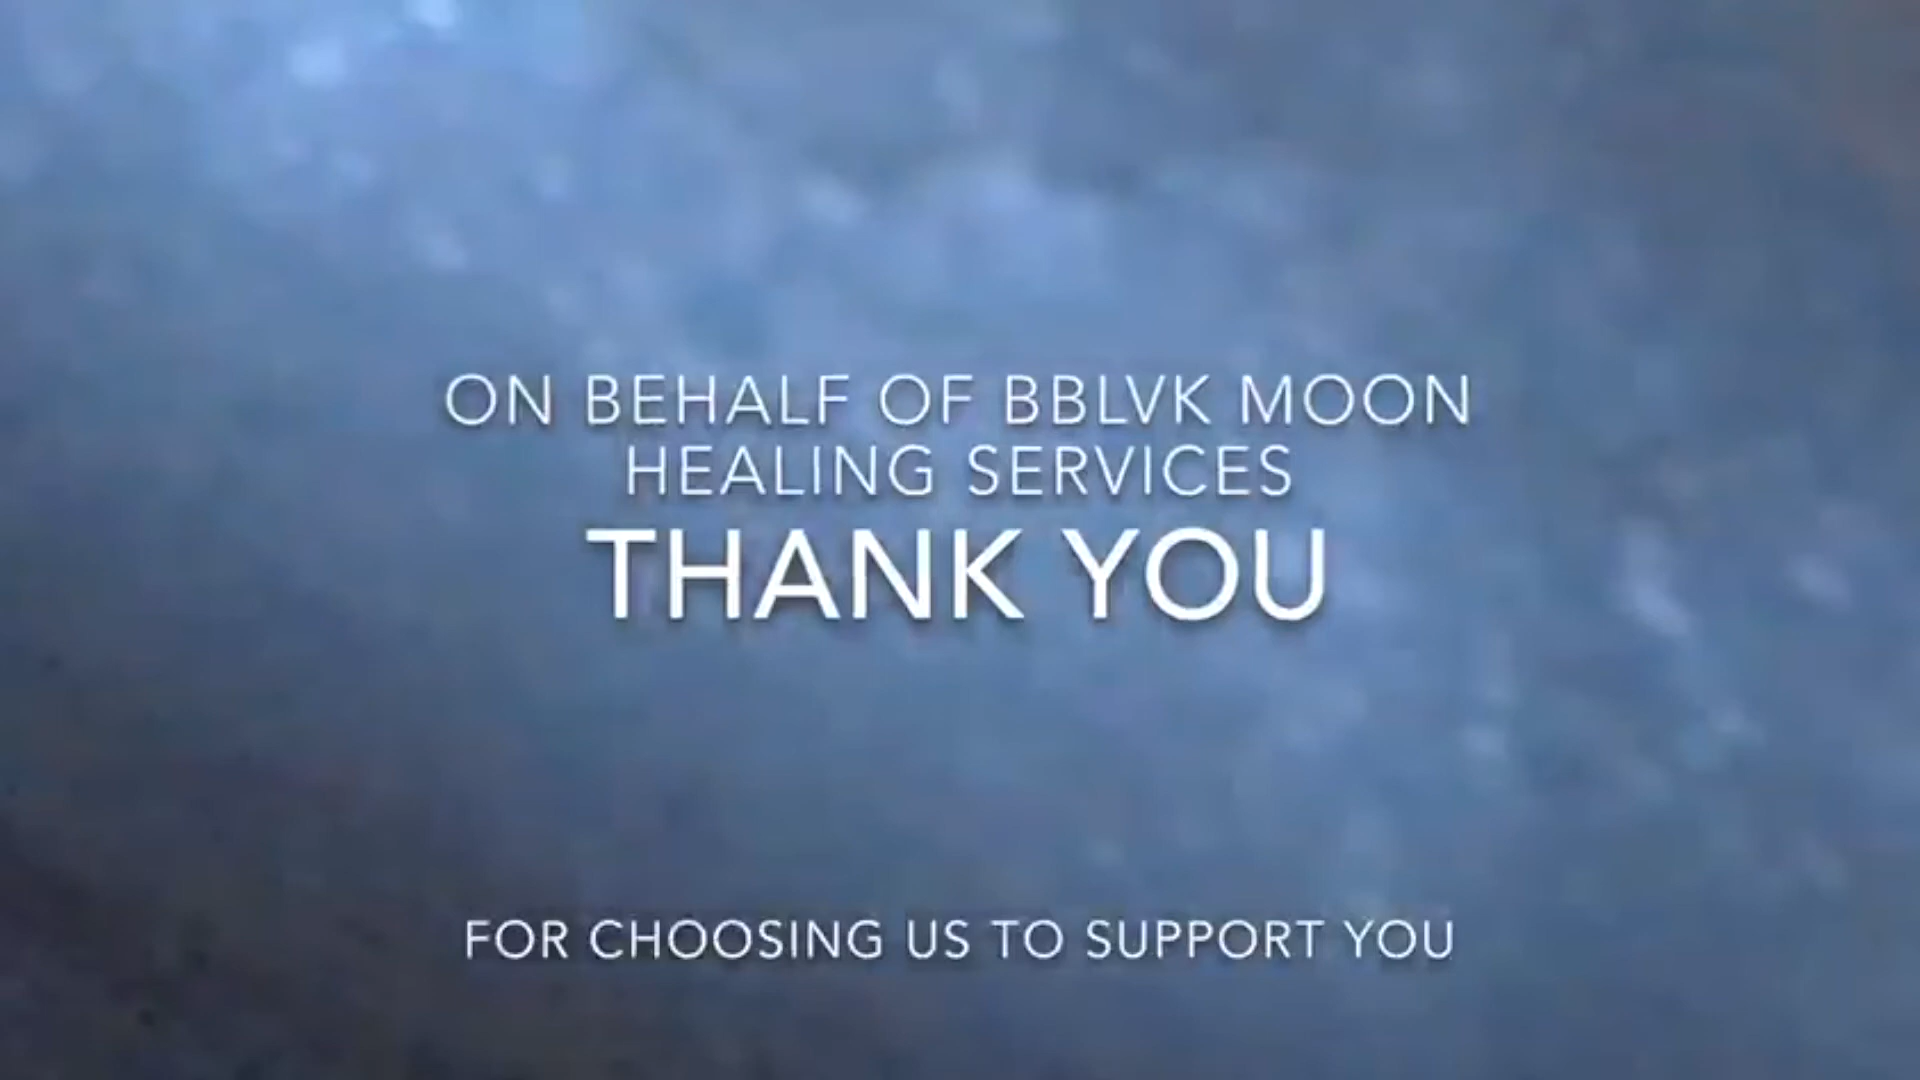 ON BEHALF OF BBLVK MOON
HEALING SERVICES
THANK YOU
FOR CHOOSING US TO SUPPORT YOU